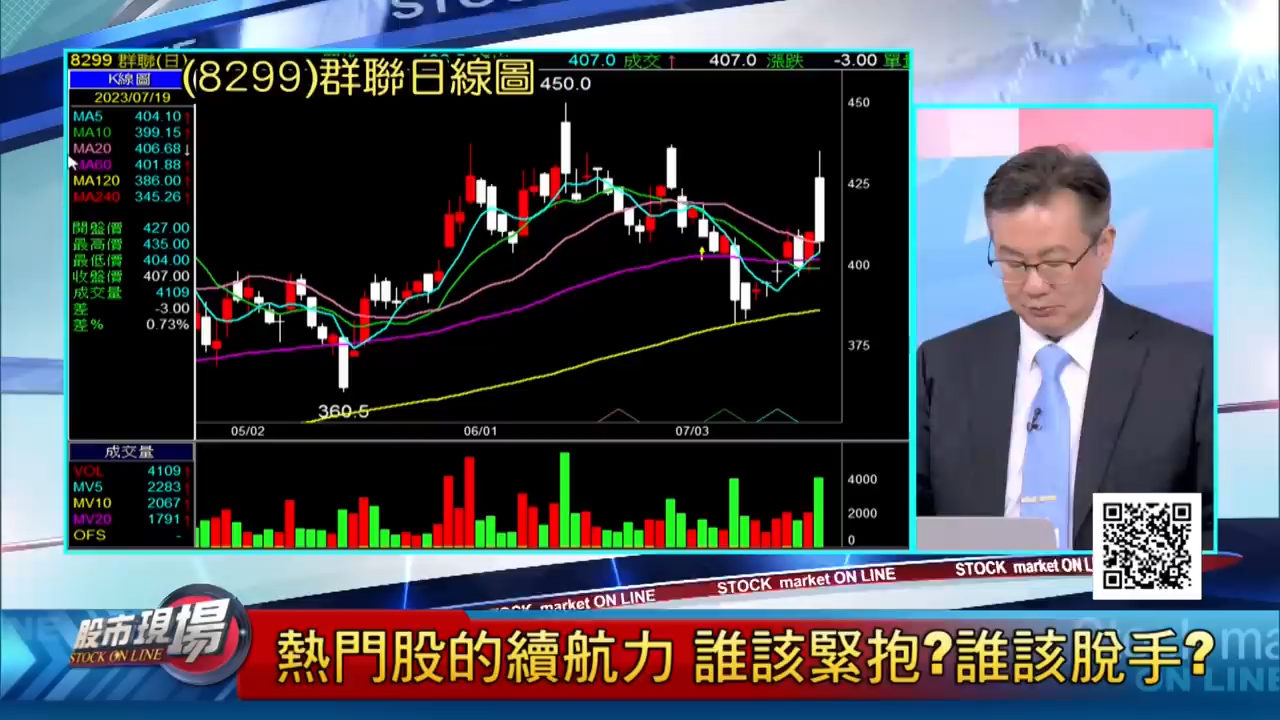 STOCK
8299 群聯(日)
407.0 成交↑ 407.0 漲跌 -3.00 單量
(8299)群聯日線圖
K線圖
2023/07/19
MA5 404.10↑
MA10 399.15↑
MA20 406.68↓
MA60 401.88↑
MA120 386.00↑
MA240 345.26↑
開盤價 427.00
最高價 435.00
最低價 404.00
收盤價 407.00
成交量 4109
差 -3.00
差% 0.73%
450.0
360.5
450
425
400
375
05/02 06/01 07/03
成交量
VOL 4109↑
MV5 2283↑
MV10 2067↑
MV20 1791↑
OFS -
4000
2000
0
STOCK market ON LINE
STOCK market ON L
market ON LINE
股市現場
STOCK ON LINE
熱門股的續航力 誰該緊抱?誰該脫手?
ON LINE